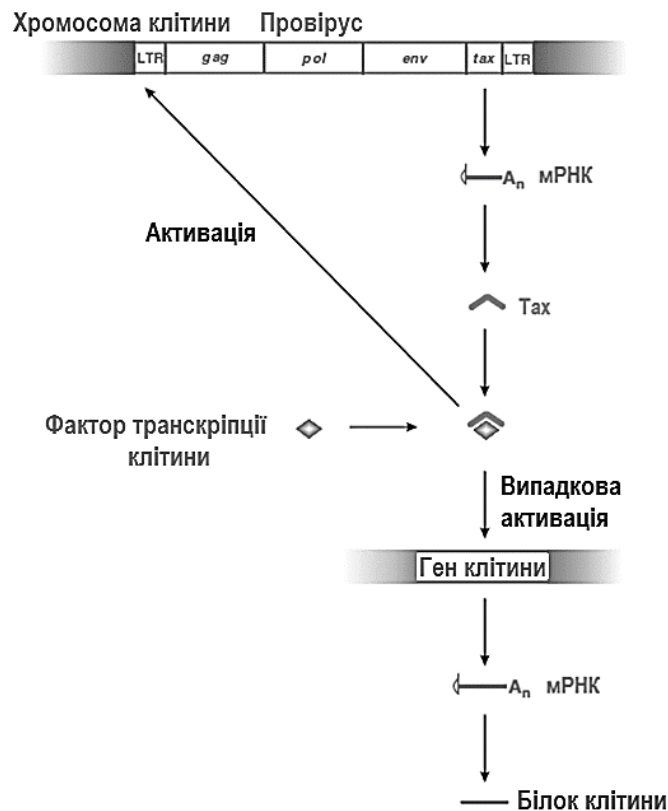 Хромосома клітини Провірус
LTR gag pol env tax LTR
Aₙ мРНК
Активація
Tax
Фактор транскріпції
клітини
Випадкова
активація
Ген клітини
Aₙ мРНК
Білок клітини